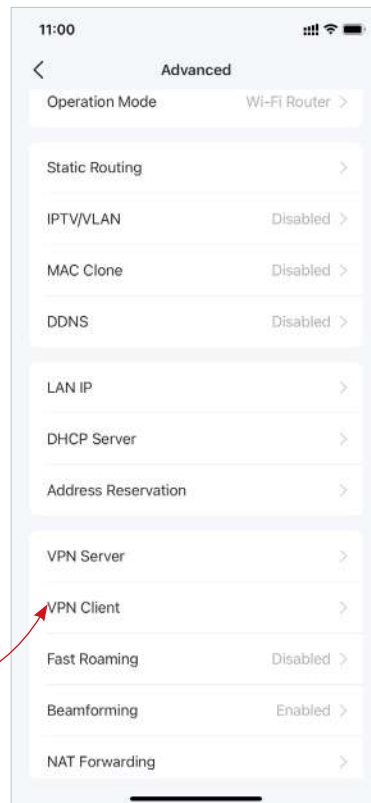 11:00
Advanced
Operation Mode Wi-Fi Router
Static Routing
IPTV/VLAN Disabled
MAC Clone Disabled
DDNS Disabled
LAN IP
DHCP Server
Address Reservation
VPN Server
VPN Client
Fast Roaming Disabled
Beamforming Enabled
NAT Forwarding